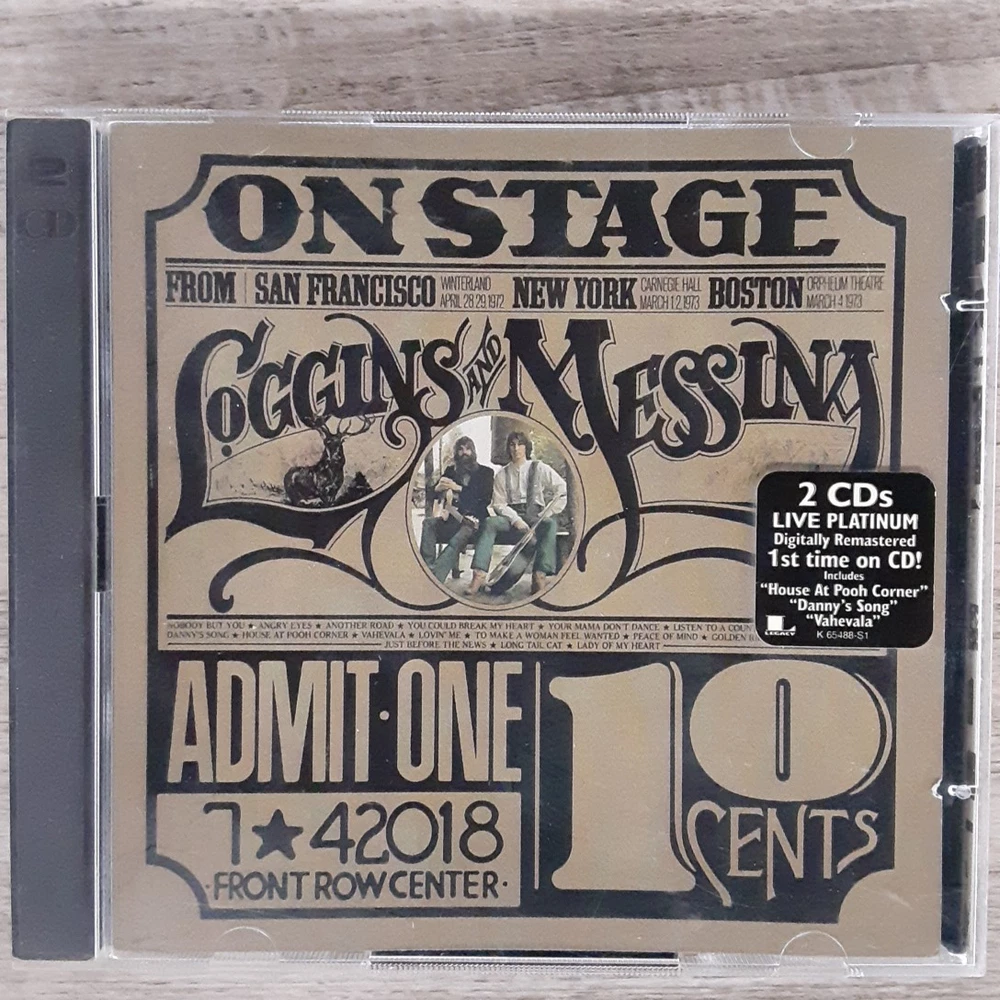 2
CD
ON STAGE
FROM SAN FRANCISCO WINTERLAND APRIL 28 29, 1972 NEW YORK CARNEGIE HALL MARCH 1 2, 1973 BOSTON ORPHEUM THEATRE MARCH 4 1973
LOGGINS AND MESSINA
2 CDs
LIVE PLATINUM
Digitally Remastered
1st time on CD!
Includes
"House At Pooh Corner"
"Danny's Song"
"Vahevala"
LEGACY
K 65488-S1
NOBODY BUT YOU ★ ANGRY EYES ★ ANOTHER ROAD ★ YOU COULD BREAK MY HEART ★ YOUR MAMA DON'T DANCE ★ LISTEN TO A
DANNY'S SONG ★ HOUSE AT POOH CORNER ★ VAHEVALA ★ LOVIN' ME ★ TO MAKE A WOMAN FEEL WANTED ★ PEACE OF MIND ★ GOLDEN
JUST BEFORE THE NEWS ★ LONG TAIL CAT ★ LADY OF MY HEART
ADMIT · ONE
10
CENTS
7★42018
·FRONT ROW CENTER·